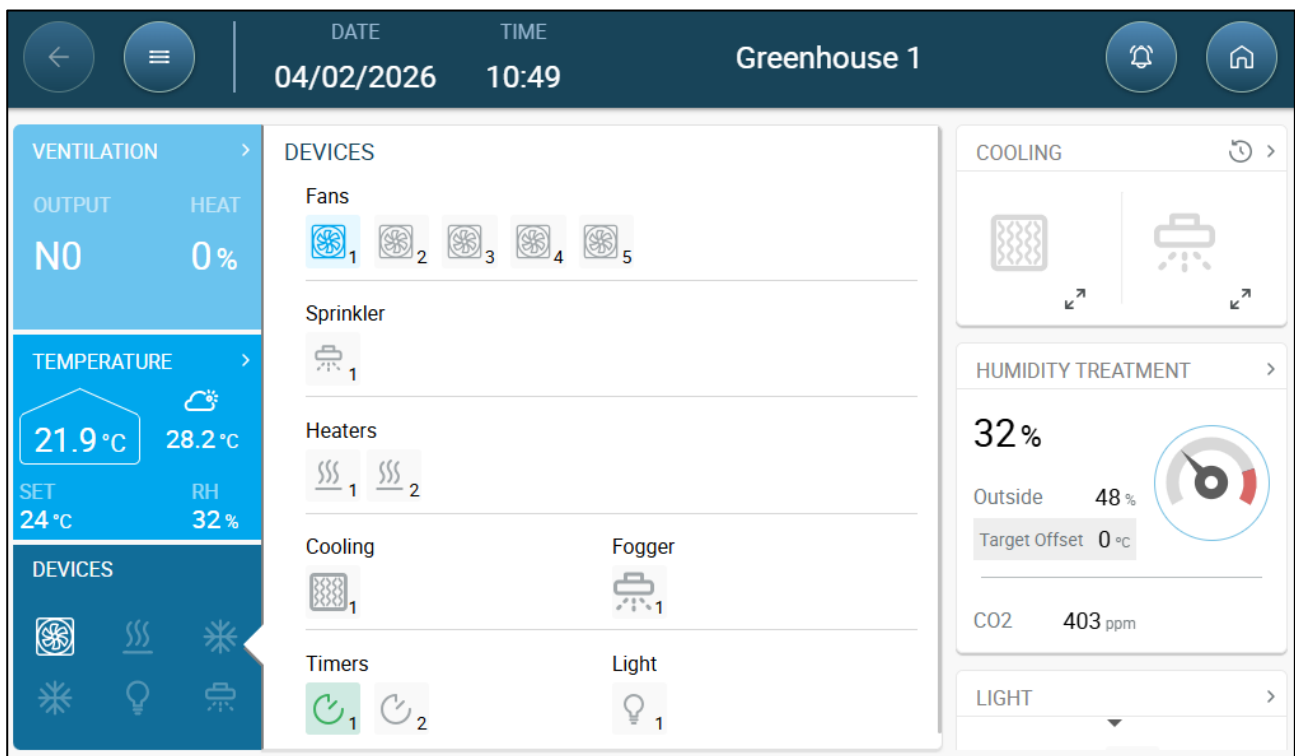 DATE
TIME
04/02/2026
10:49
Greenhouse 1
VENTILATION
OUTPUT
HEAT
N0
0 %
TEMPERATURE
21.9 °C
28.2 °C
SET
RH
24 °C
32 %
DEVICES
DEVICES
Fans
1
2
3
4
5
Sprinkler
1
Heaters
1
2
Cooling
Fogger
1
1
Timers
Light
1
2
1
COOLING
HUMIDITY TREATMENT
32 %
Outside 48 %
Target Offset 0 °C
CO2 403 ppm
LIGHT